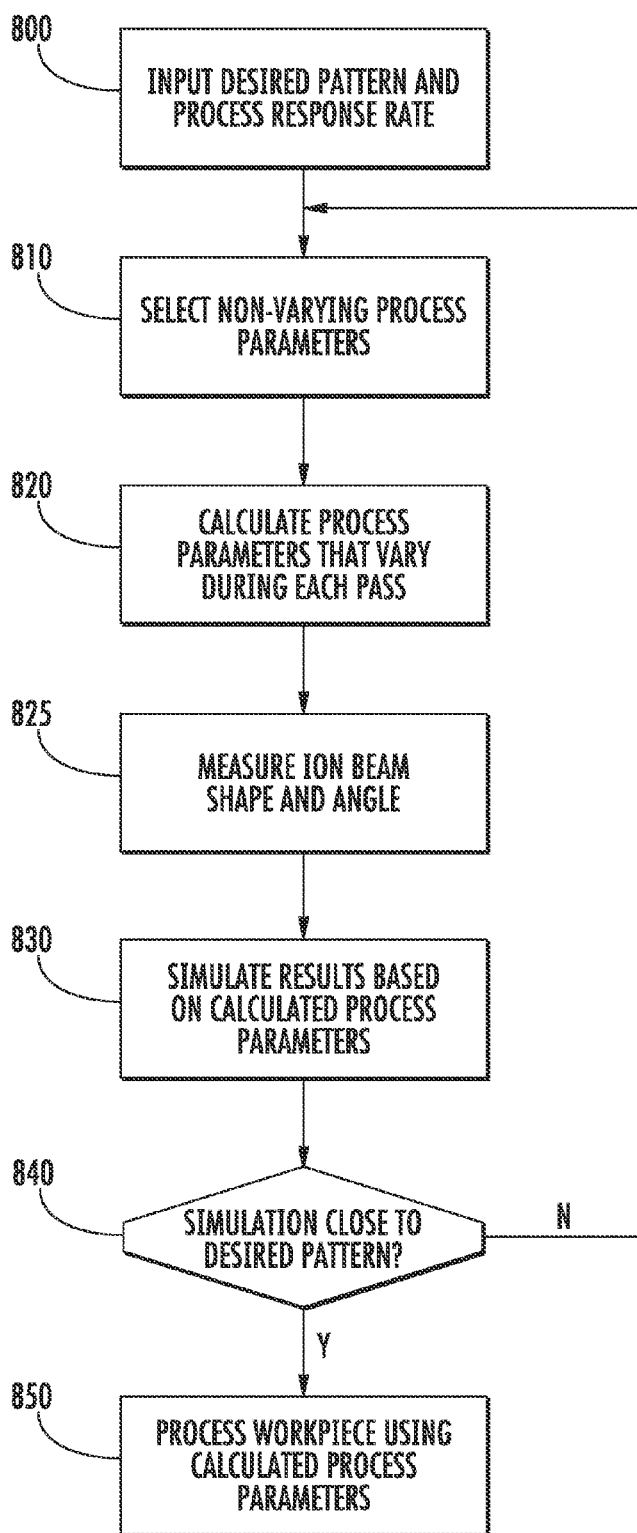 800
INPUT DESIRED PATTERN AND
PROCESS RESPONSE RATE
810
SELECT NON-VARYING PROCESS
PARAMETERS
820
CALCULATE PROCESS
PARAMETERS THAT VARY
DURING EACH PASS
825
MEASURE ION BEAM
SHAPE AND ANGLE
830
SIMULATE RESULTS BASED
ON CALCULATED PROCESS
PARAMETERS
840
SIMULATION CLOSE TO
DESIRED PATTERN?
N
Y
850
PROCESS WORKPIECE USING
CALCULATED PROCESS
PARAMETERS